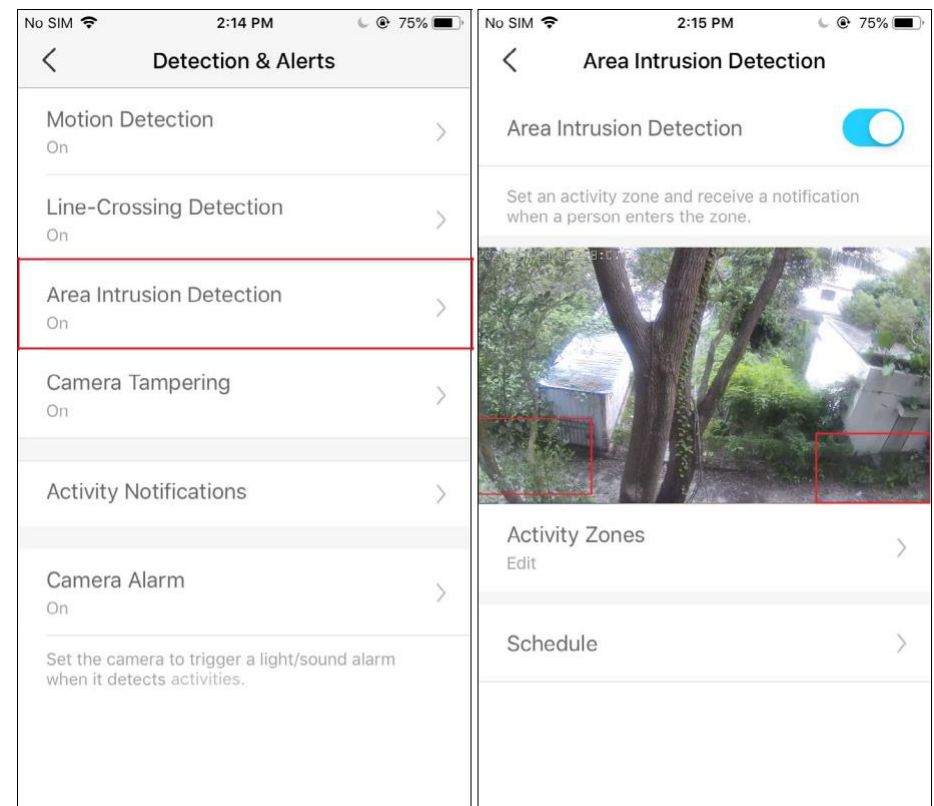 No SIM 2:14 PM 75%
Detection & Alerts
Motion Detection
On
Line-Crossing Detection
On
Area Intrusion Detection
On
Camera Tampering
On
Activity Notifications
Camera Alarm
On
Set the camera to trigger a light/sound alarm
when it detects activities.
No SIM 2:15 PM 75%
Area Intrusion Detection
Area Intrusion Detection
Set an activity zone and receive a notification
when a person enters the zone.
Activity Zones
Edit
Schedule